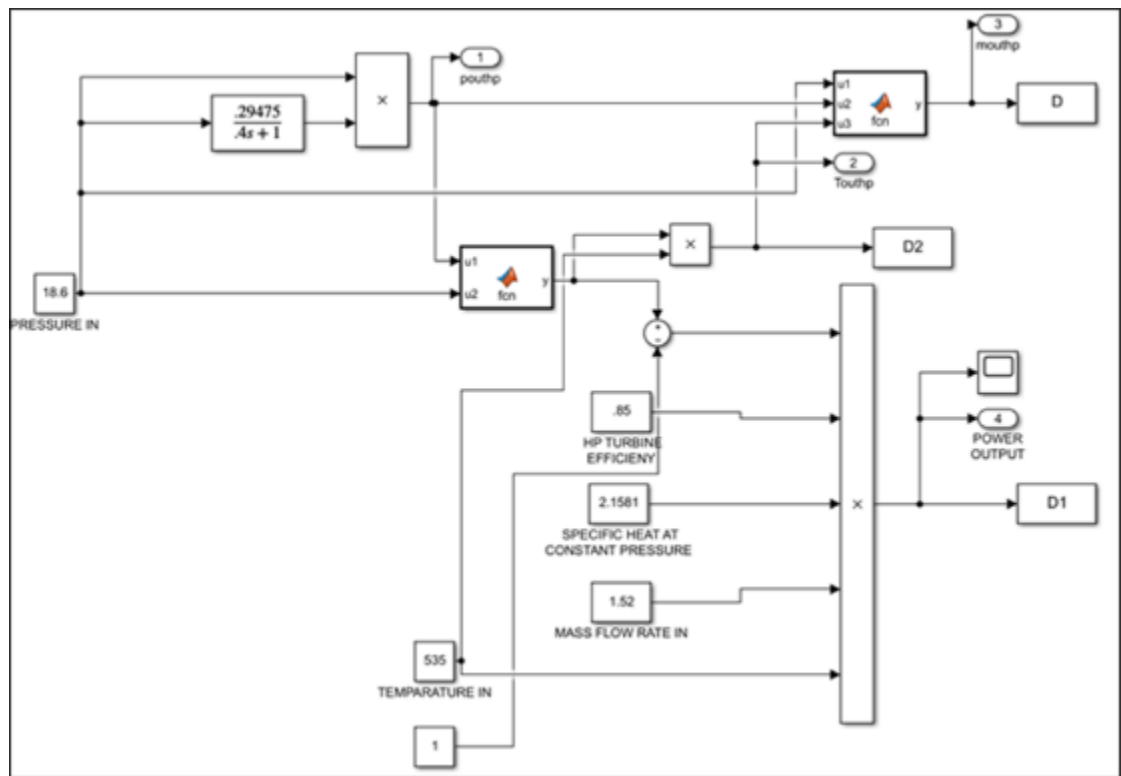 3
mouthp
1
pouthp
×
.29475
.4s + 1
u1
u2
u3
fcn
y
D
2
Touthp
×
D2
u1
u2
fcn
y
18.6
PRESSURE IN
+
−
.85
HP TURBINE
EFFICIENY
4
POWER
OUTPUT
2.1581
SPECIFIC HEAT AT
CONSTANT PRESSURE
×
D1
1.52
MASS FLOW RATE IN
535
TEMPARATURE IN
1